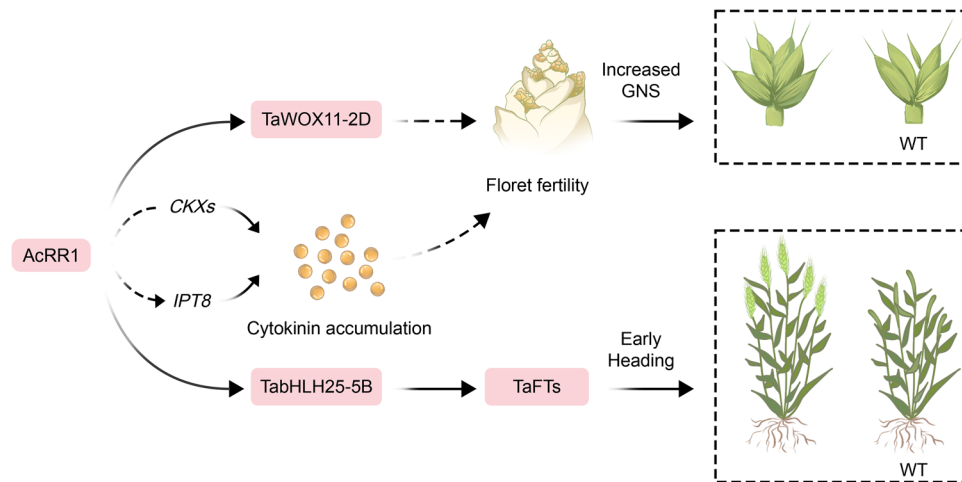 TaWOX11-2D
Increased
GNS
WT
Floret fertility
CKXs
AcRR1
IPT8
Cytokinin accumulation
TabHLH25-5B
TaFTs
Early
Heading
WT